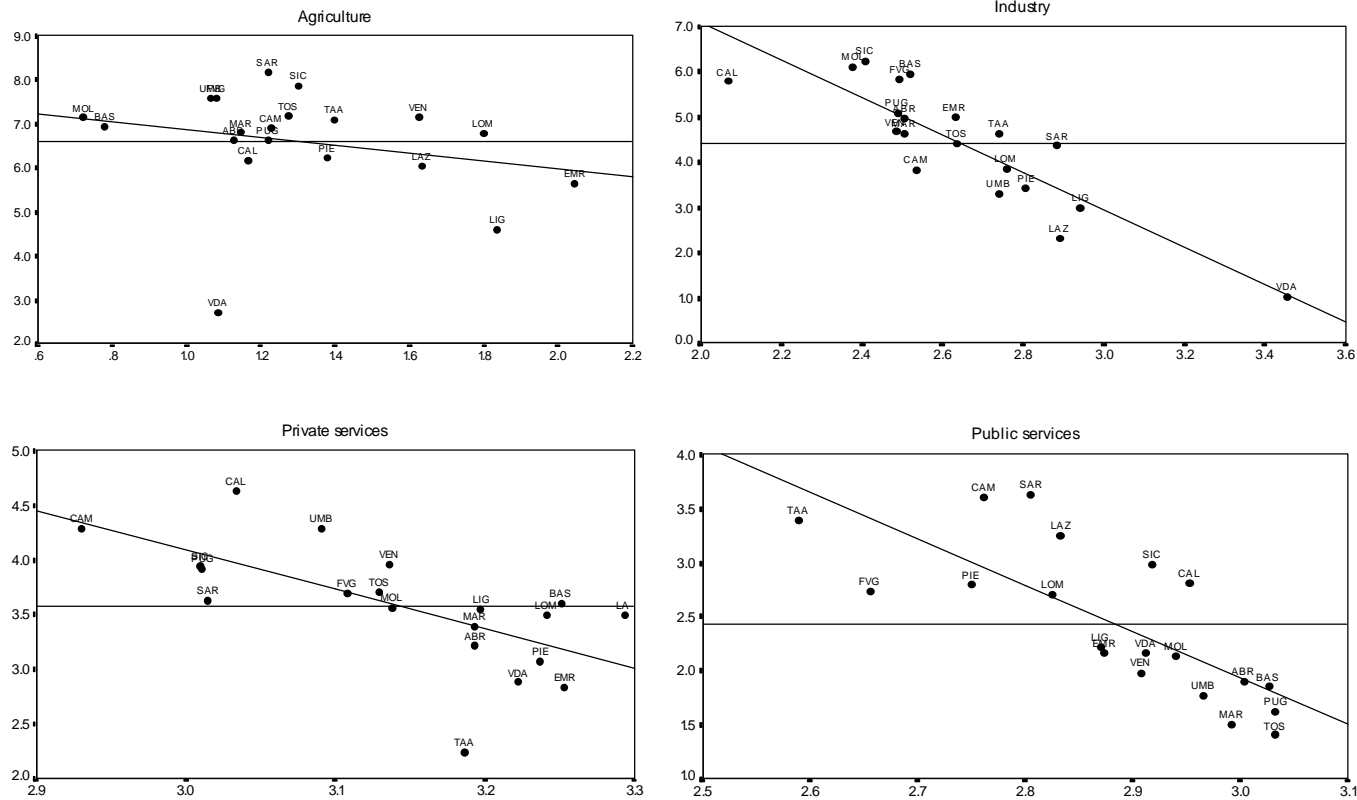 Agriculture
9.0
8.0
7.0
6.0
5.0
4.0
3.0
2.0
.6
.8
1.0
1.2
1.4
1.6
1.8
2.0
2.2
SAR
SIC
UMB
FVG
MOL
BAS
TOS
TAA
VEN
LOM
MAR
CAM
ABR
PUG
CAL
PIE
LAZ
EMR
LIG
VDA
Industry
7.0
6.0
5.0
4.0
3.0
2.0
1.0
0.0
2.0
2.2
2.4
2.6
2.8
3.0
3.2
3.4
3.6
CAL
MOL
SIC
FVG
BAS
PUG
ABR
EMR
VEN
MAR
TOS
TAA
SAR
CAM
LOM
UMB
PIE
LIG
LAZ
VDA
Private services
5.0
4.5
4.0
3.5
3.0
2.5
2.0
2.9
3.0
3.1
3.2
3.3
CAL
CAM
UMB
SIC
PUG
VEN
SAR
FVG
TOS
MOL
LIG
LOM
BAS
LA
MAR
ABR
PIE
VDA
EMR
TAA
Public services
4.0
3.5
3.0
2.5
2.0
1.5
1.0
2.5
2.6
2.7
2.8
2.9
3.0
3.1
CAM
SAR
TAA
LAZ
SIC
CAL
FVG
PIE
LOM
LIG
EMR
VDA
MOL
VEN
UMB
ABR
BAS
PUG
MAR
TOS